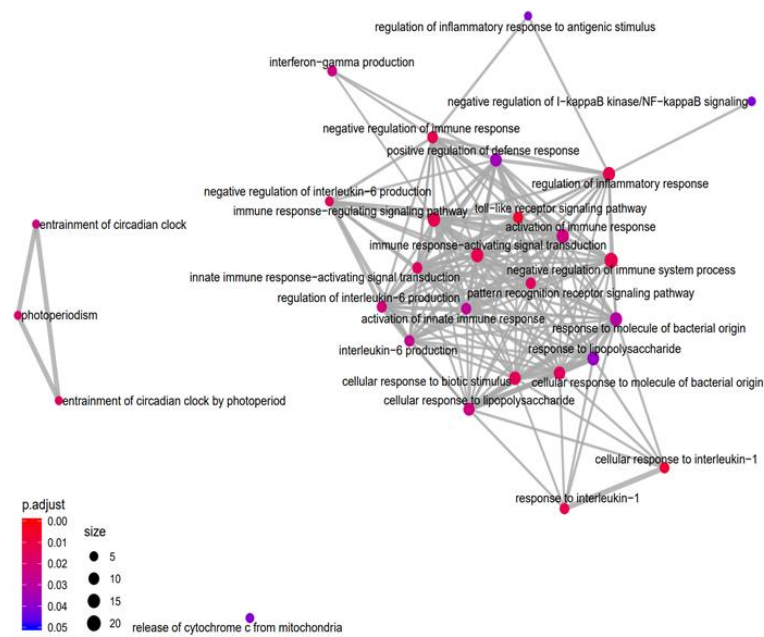 regulation of inflammatory response to antigenic stimulus
interferon−gamma production
negative regulation of I−kappaB kinase/NF−kappaB signaling
negative regulation of immune response
positive regulation of defense response
regulation of inflammatory response
negative regulation of interleukin−6 production
immune response−regulating signaling pathway
toll−like receptor signaling pathway
entrainment of circadian clock
activation of immune response
immune response−activating signal transduction
innate immune response−activating signal transduction
negative regulation of immune system process
pattern recognition receptor signaling pathway
regulation of interleukin−6 production
photoperiodism
activation of innate immune response
response to molecule of bacterial origin
interleukin−6 production
response to lipopolysaccharide
cellular response to biotic stimulus
cellular response to molecule of bacterial origin
entrainment of circadian clock by photoperiod
cellular response to lipopolysaccharide
cellular response to interleukin−1
response to interleukin−1
p.adjust
0.00
0.01
0.02
0.03
0.04
0.05
size
5
10
15
20
release of cytochrome c from mitochondria